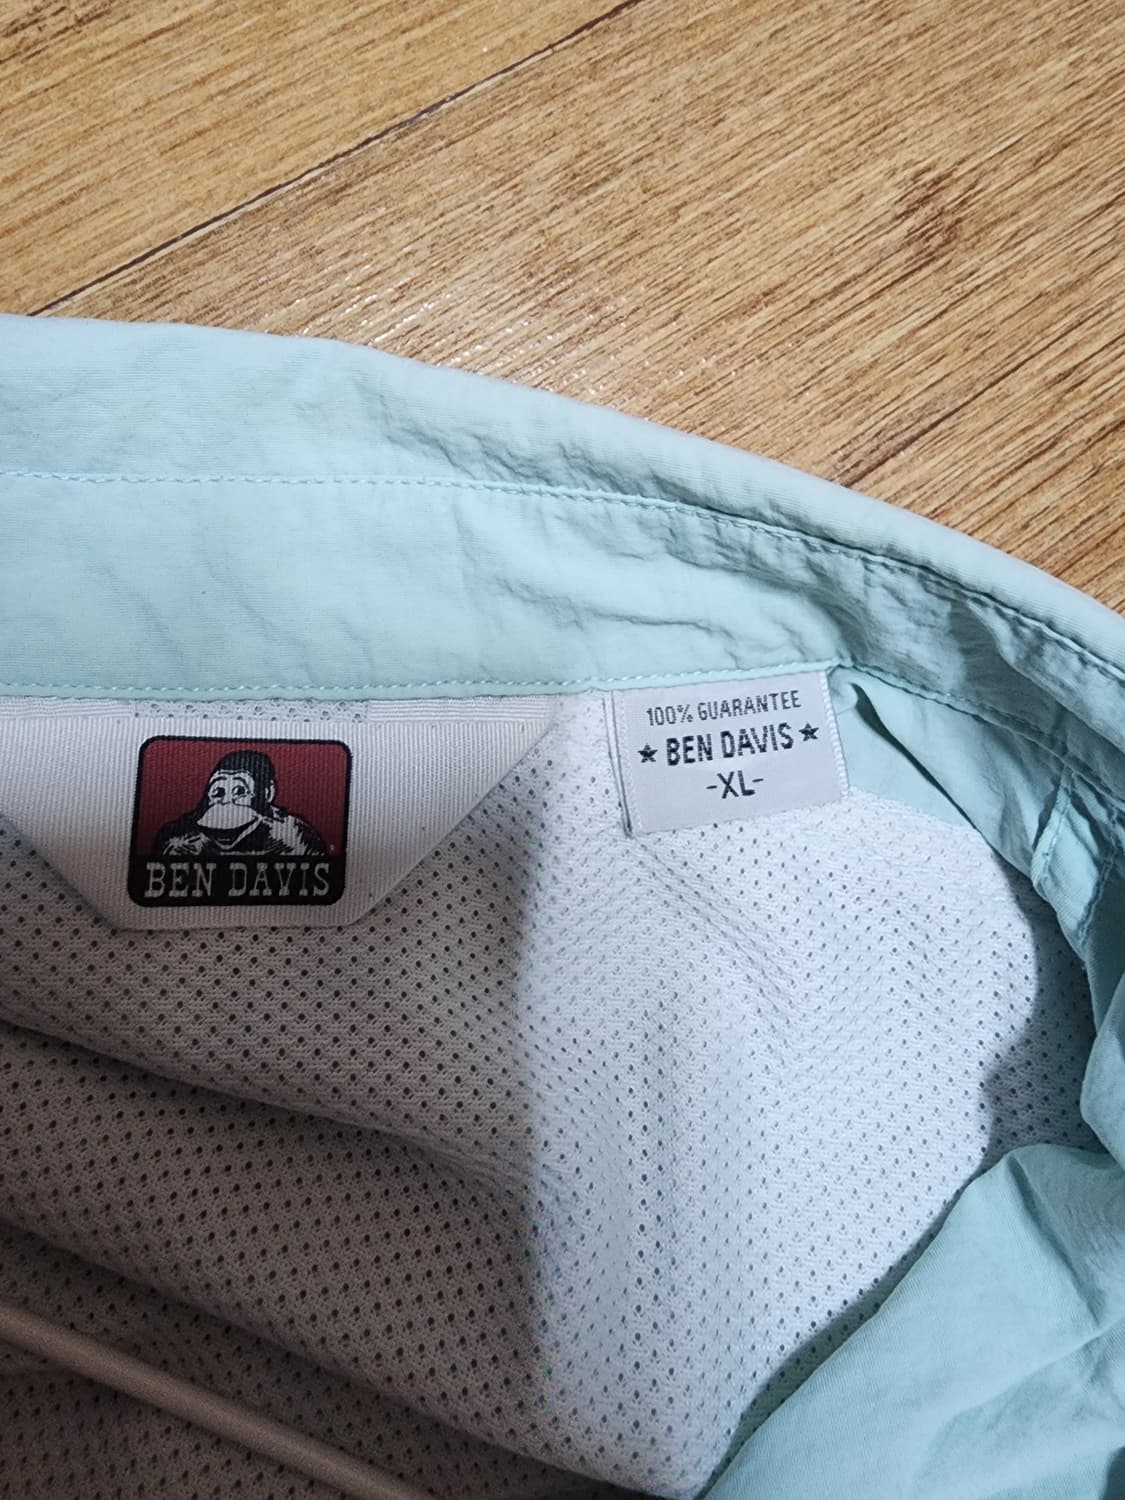 BEN DAVIS
100% GUARANTEE
★ BEN DAVIS ★
-XL-